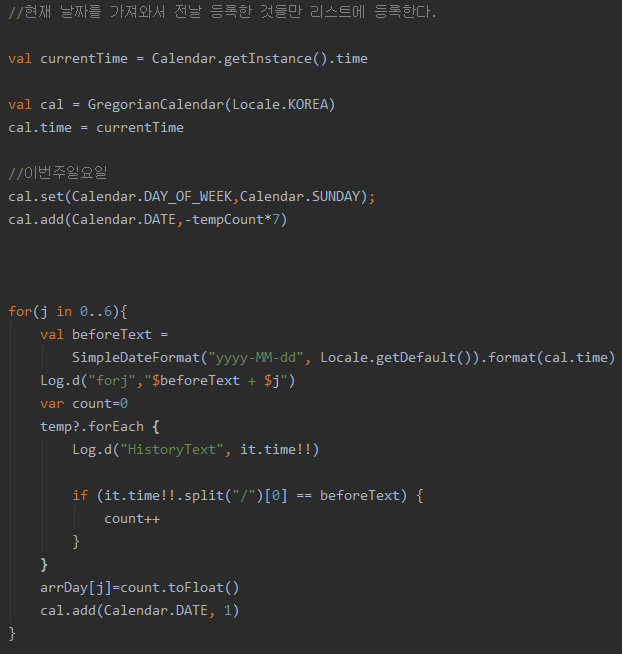 //현재 날짜를 가져와서 전날 등록한 것들만 리스트에 등록한다.
val currentTime = Calendar.getInstance().time
val cal = GregorianCalendar(Locale.KOREA)
cal.time = currentTime
//이번주일요일
cal.set(Calendar.DAY_OF_WEEK,Calendar.SUNDAY);
cal.add(Calendar.DATE,-tempCount*7)
for(j in 0..6){
    val beforeText =
        SimpleDateFormat("yyyy-MM-dd", Locale.getDefault()).format(cal.time)
    Log.d("forj","$beforeText + $j")
    var count=0
    temp?.forEach {
        Log.d("HistoryText", it.time!!)
        if (it.time!!.split("/")[0] == beforeText) {
            count++
        }
    }
    arrDay[j]=count.toFloat()
    cal.add(Calendar.DATE, 1)
}